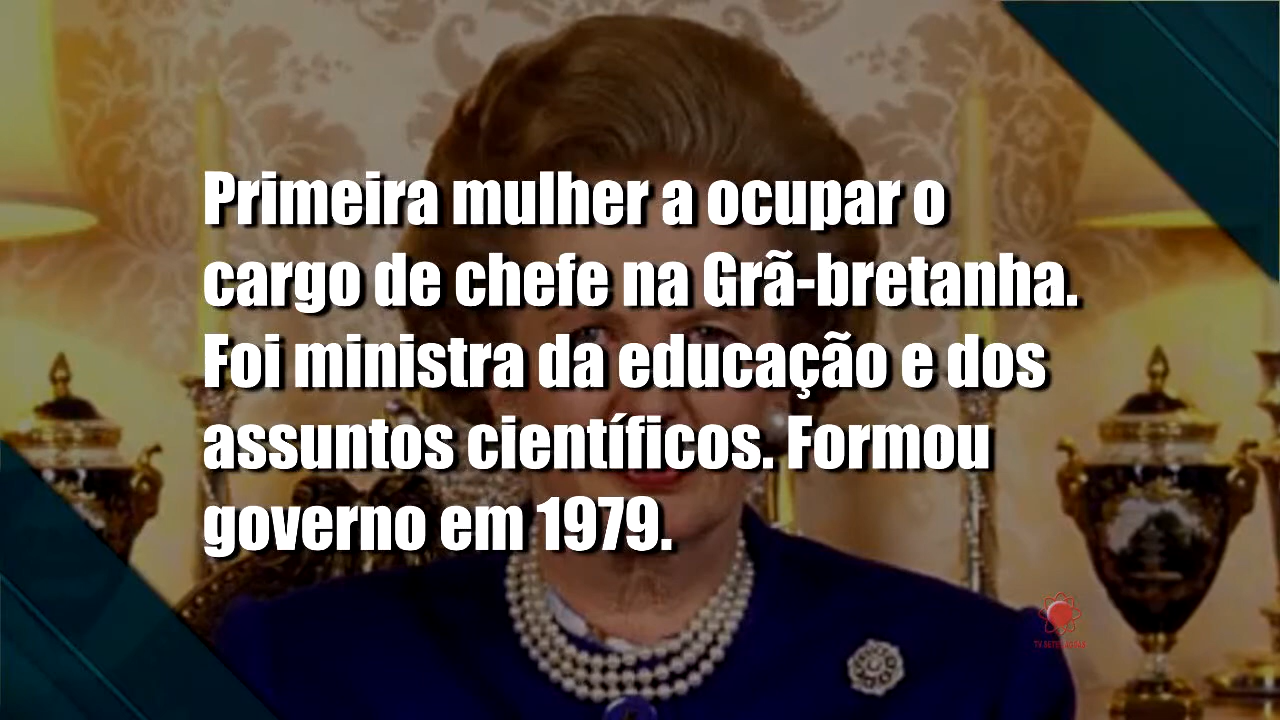 Primeira mulher a ocupar o
cargo de chefe na Grã-bretanha.
Foi ministra da educação e dos
assuntos científicos. Formou
governo em 1979.